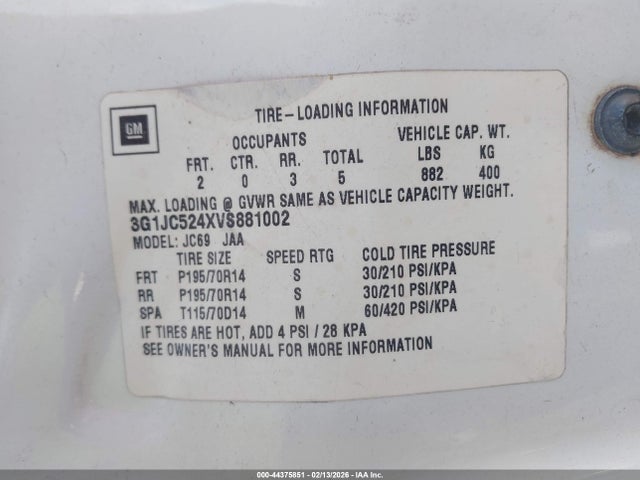 GM
TIRE-LOADING INFORMATION
OCCUPANTS VEHICLE CAP. WT.
FRT. CTR. RR. TOTAL LBS KG
2 0 3 5 882 400
MAX. LOADING @ GVWR SAME AS VEHICLE CAPACITY WEIGHT.
3G1JC524XVS881002
MODEL: JC69 JAA
TIRE SIZE SPEED RTG COLD TIRE PRESSURE
FRT P195/70R14 S 30/210 PSI/KPA
RR P195/70R14 S 30/210 PSI/KPA
SPA T115/70D14 M 60/420 PSI/KPA
IF TIRES ARE HOT, ADD 4 PSI / 28 KPA
SEE OWNER'S MANUAL FOR MORE INFORMATION
000-44375851 - 02/13/2026 - IAA Inc.